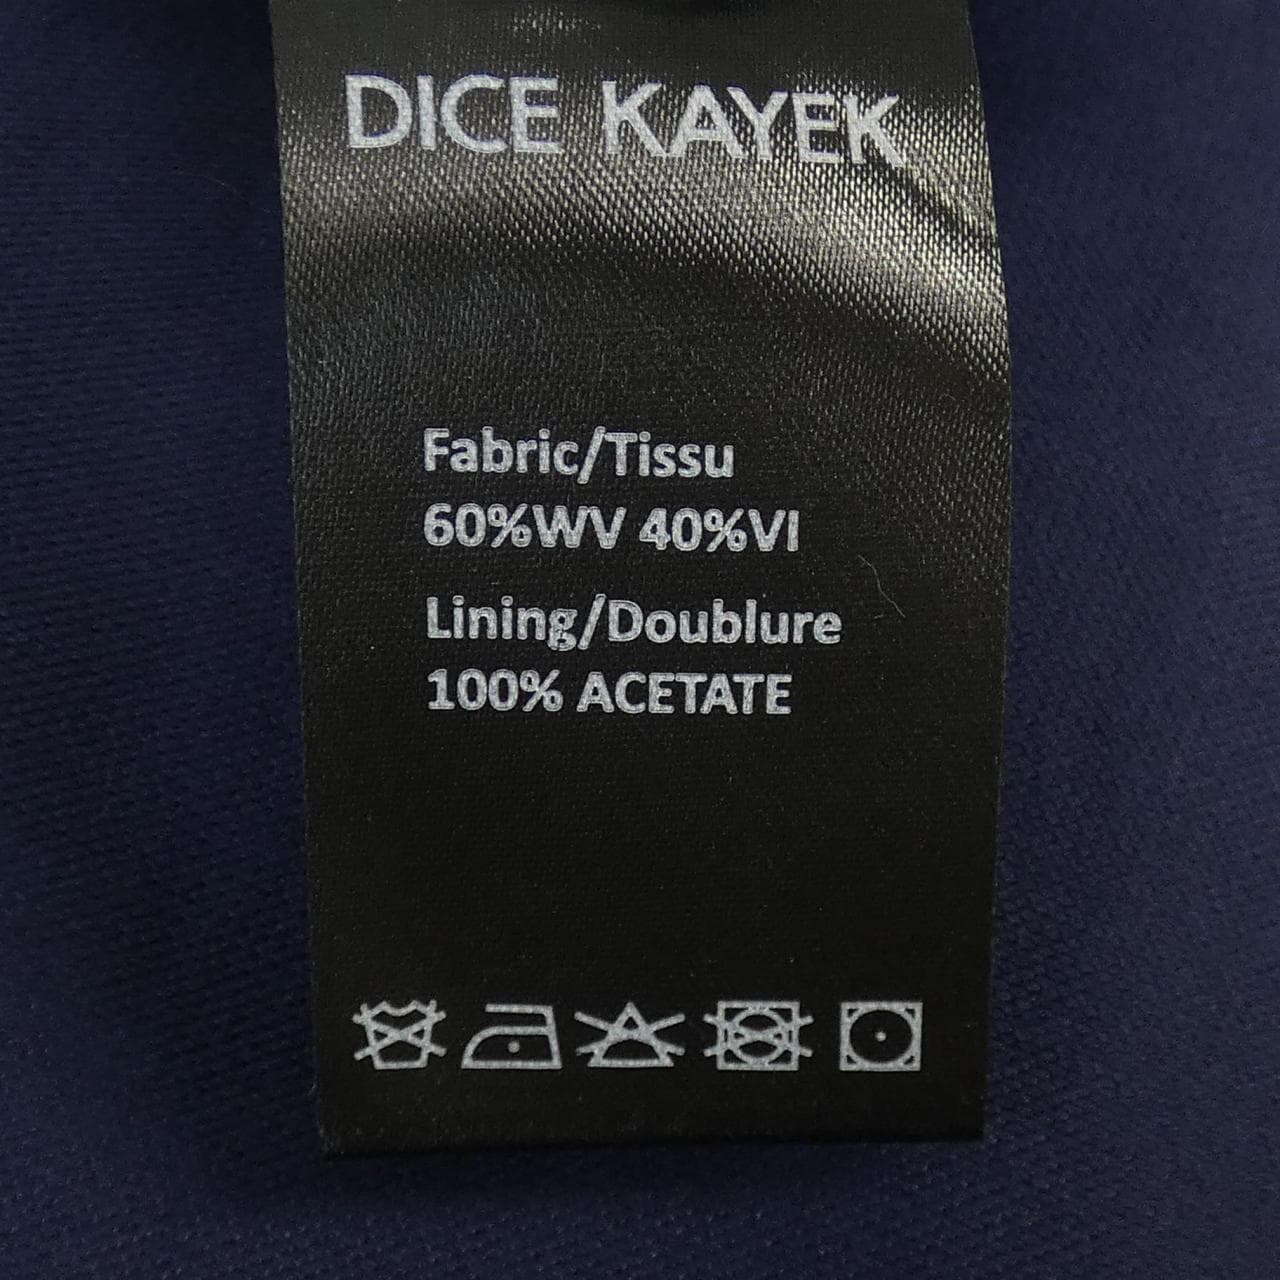 DICE KAYEK
Fabric/Tissu
60%WV 40%VI
Lining/Doublure
100% ACETATE